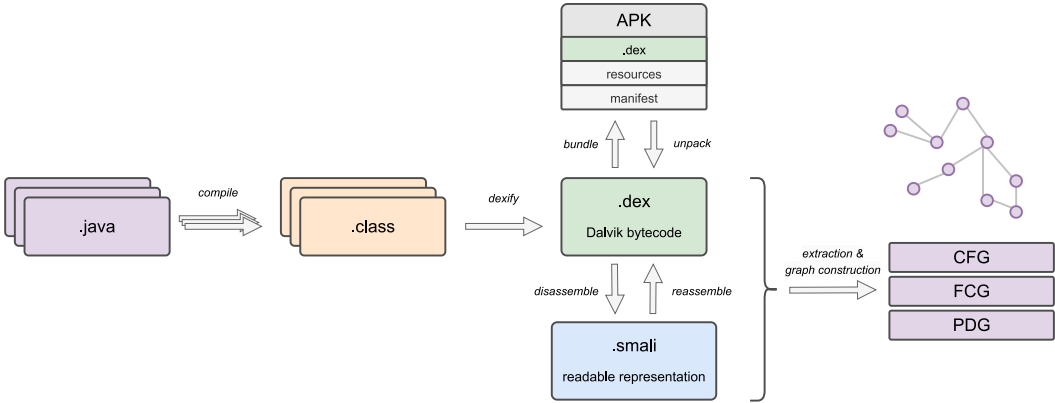 APK
.dex
resources
manifest
bundle
unpack
compile
.java
.class
dexify
.dex
Dalvik bytecode
disassemble
reassemble
.smali
readable representation
extraction &
graph construction
CFG
FCG
PDG